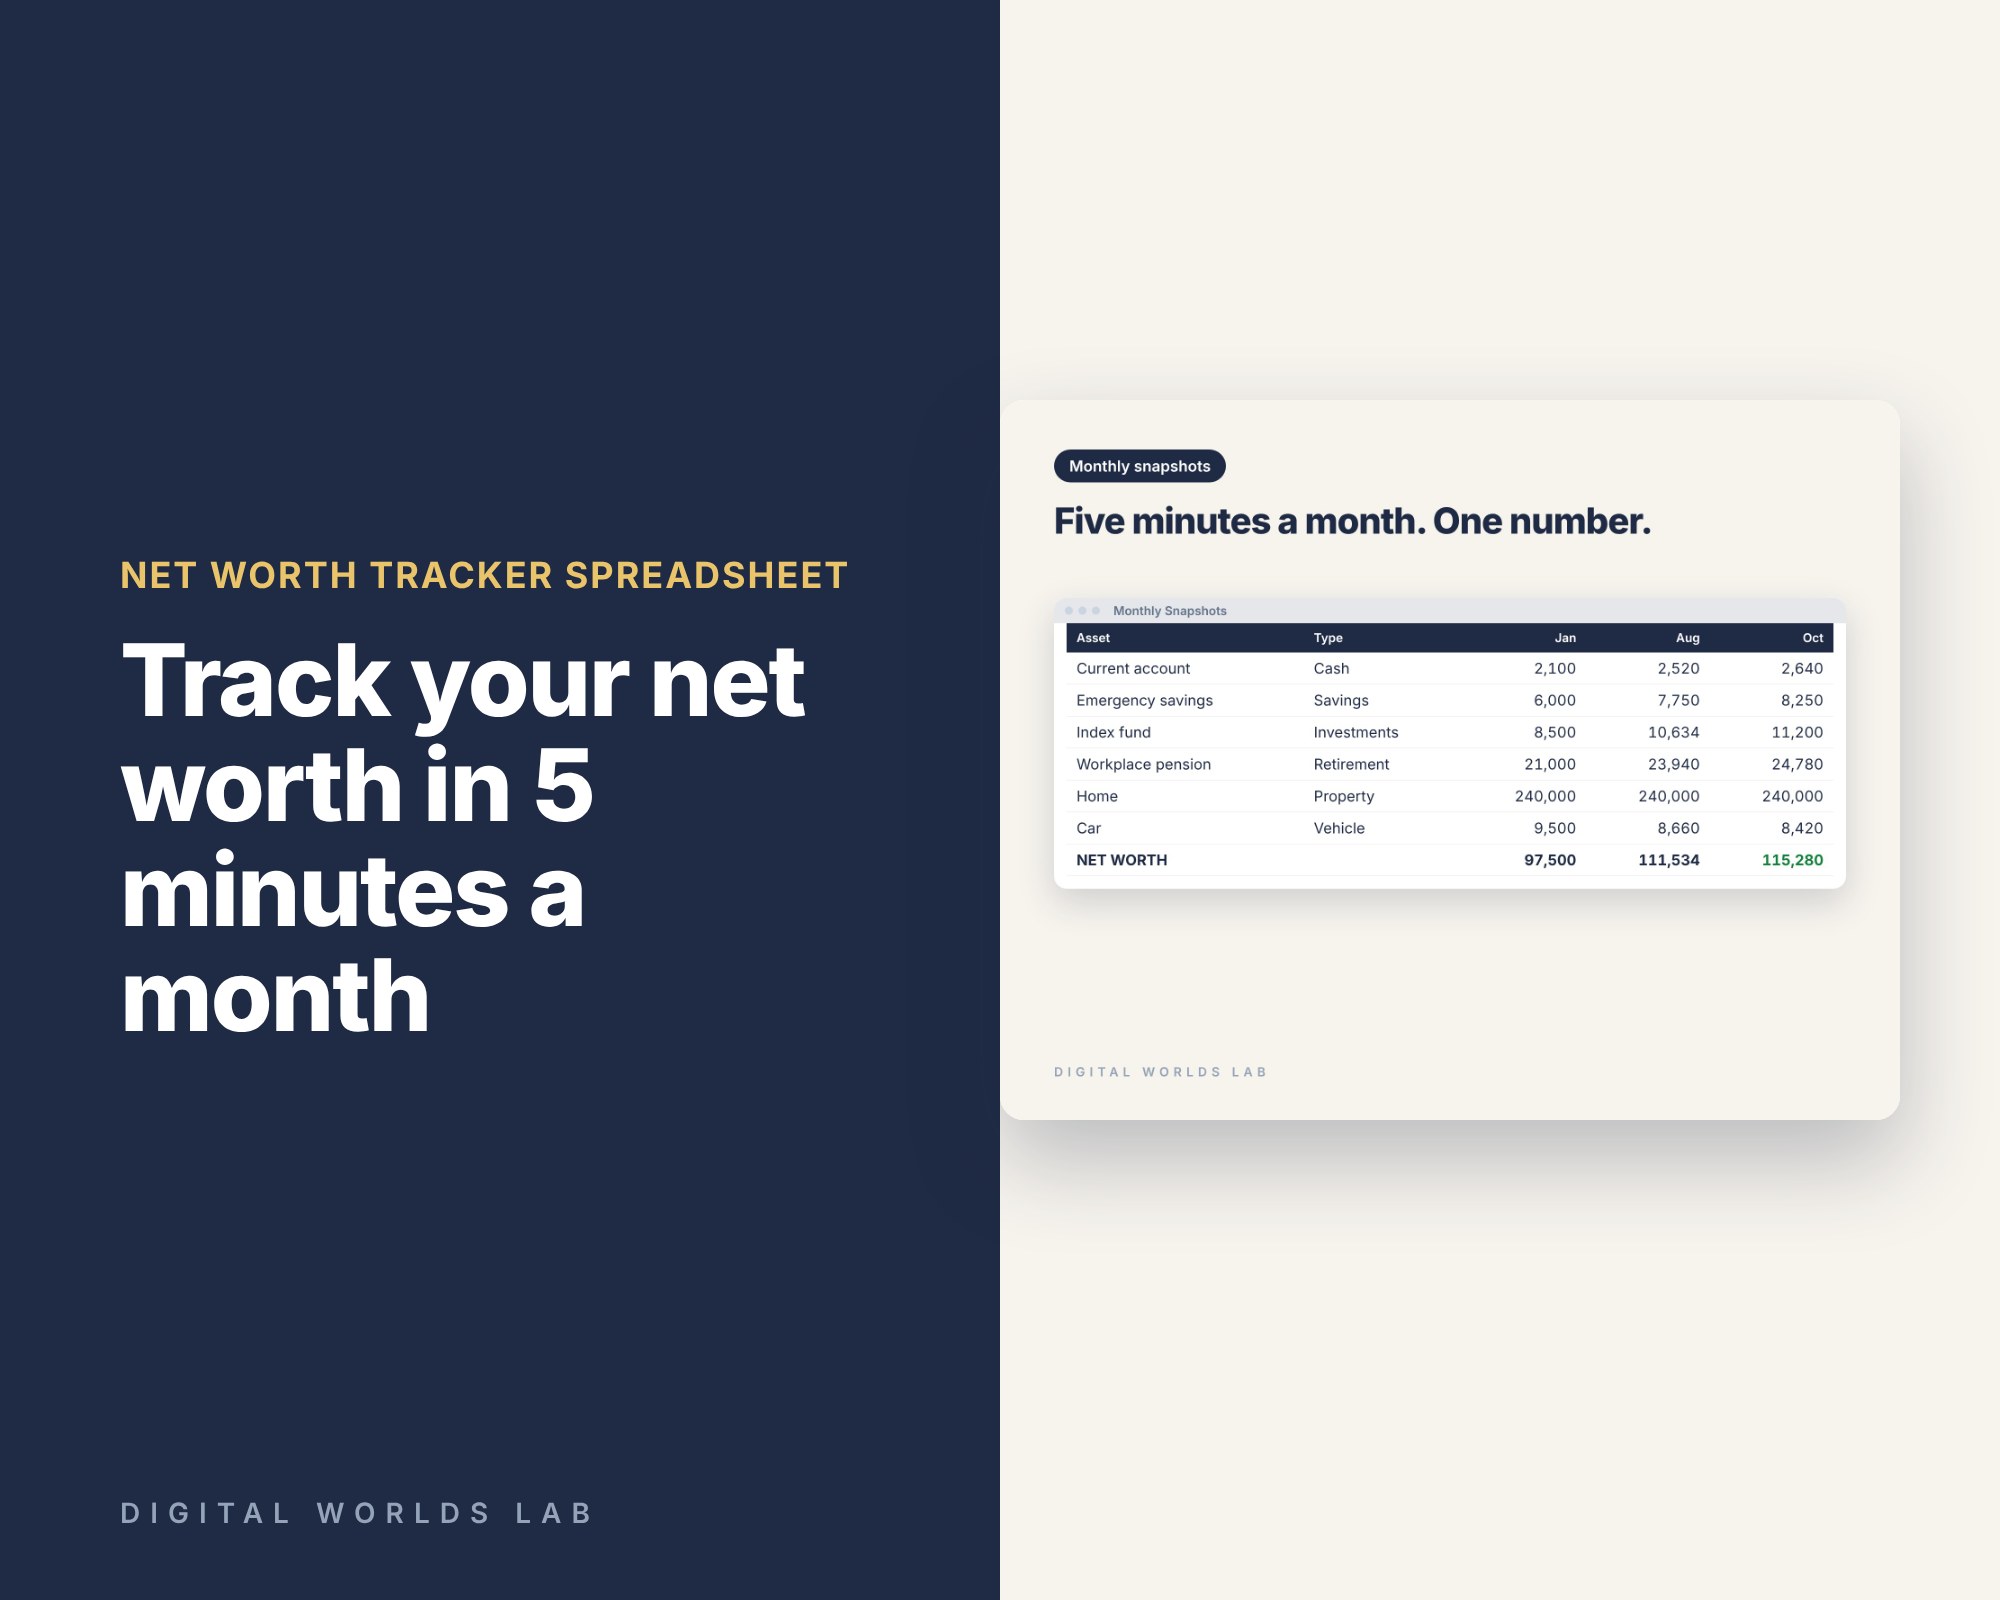 NET WORTH TRACKER SPREADSHEET
Track your net
worth in 5
minutes a
month
DIGITAL WORLDS LAB
Monthly snapshots
Five minutes a month. One number.
Monthly Snapshots
Asset Type Jan Aug Oct
Current account Cash 2,100 2,520 2,640
Emergency savings Savings 6,000 7,750 8,250
Index fund Investments 8,500 10,634 11,200
Workplace pension Retirement 21,000 23,940 24,780
Home Property 240,000 240,000 240,000
Car Vehicle 9,500 8,660 8,420
NET WORTH 97,500 111,534 115,280
DIGITAL WORLDS LAB